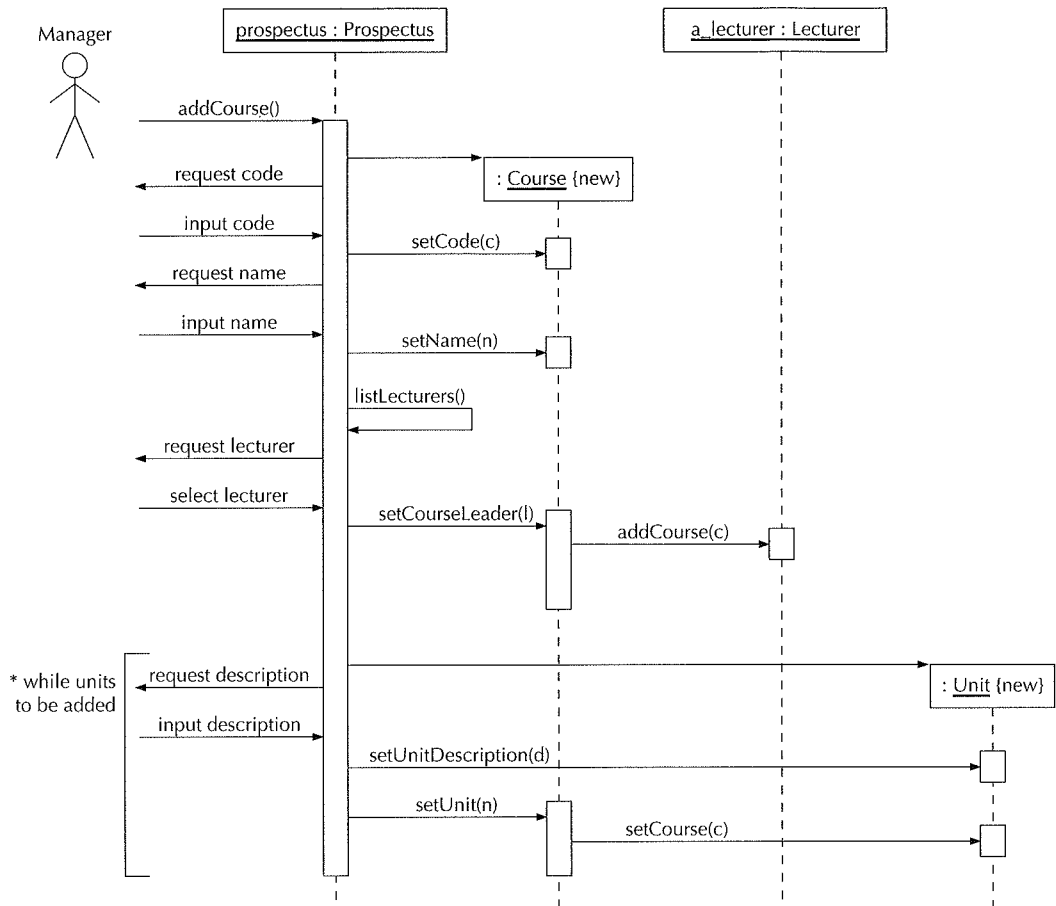 Manager
prospectus : Prospectus
a_lecturer : Lecturer
addCourse()
: Course {new}
request code
input code
setCode(c)
request name
input name
setName(n)
listLecturers()
request lecturer
select lecturer
setCourseLeader(l)
addCourse(c)
* while units
to be added
request description
: Unit {new}
input description
setUnitDescription(d)
setUnit(n)
setCourse(c)